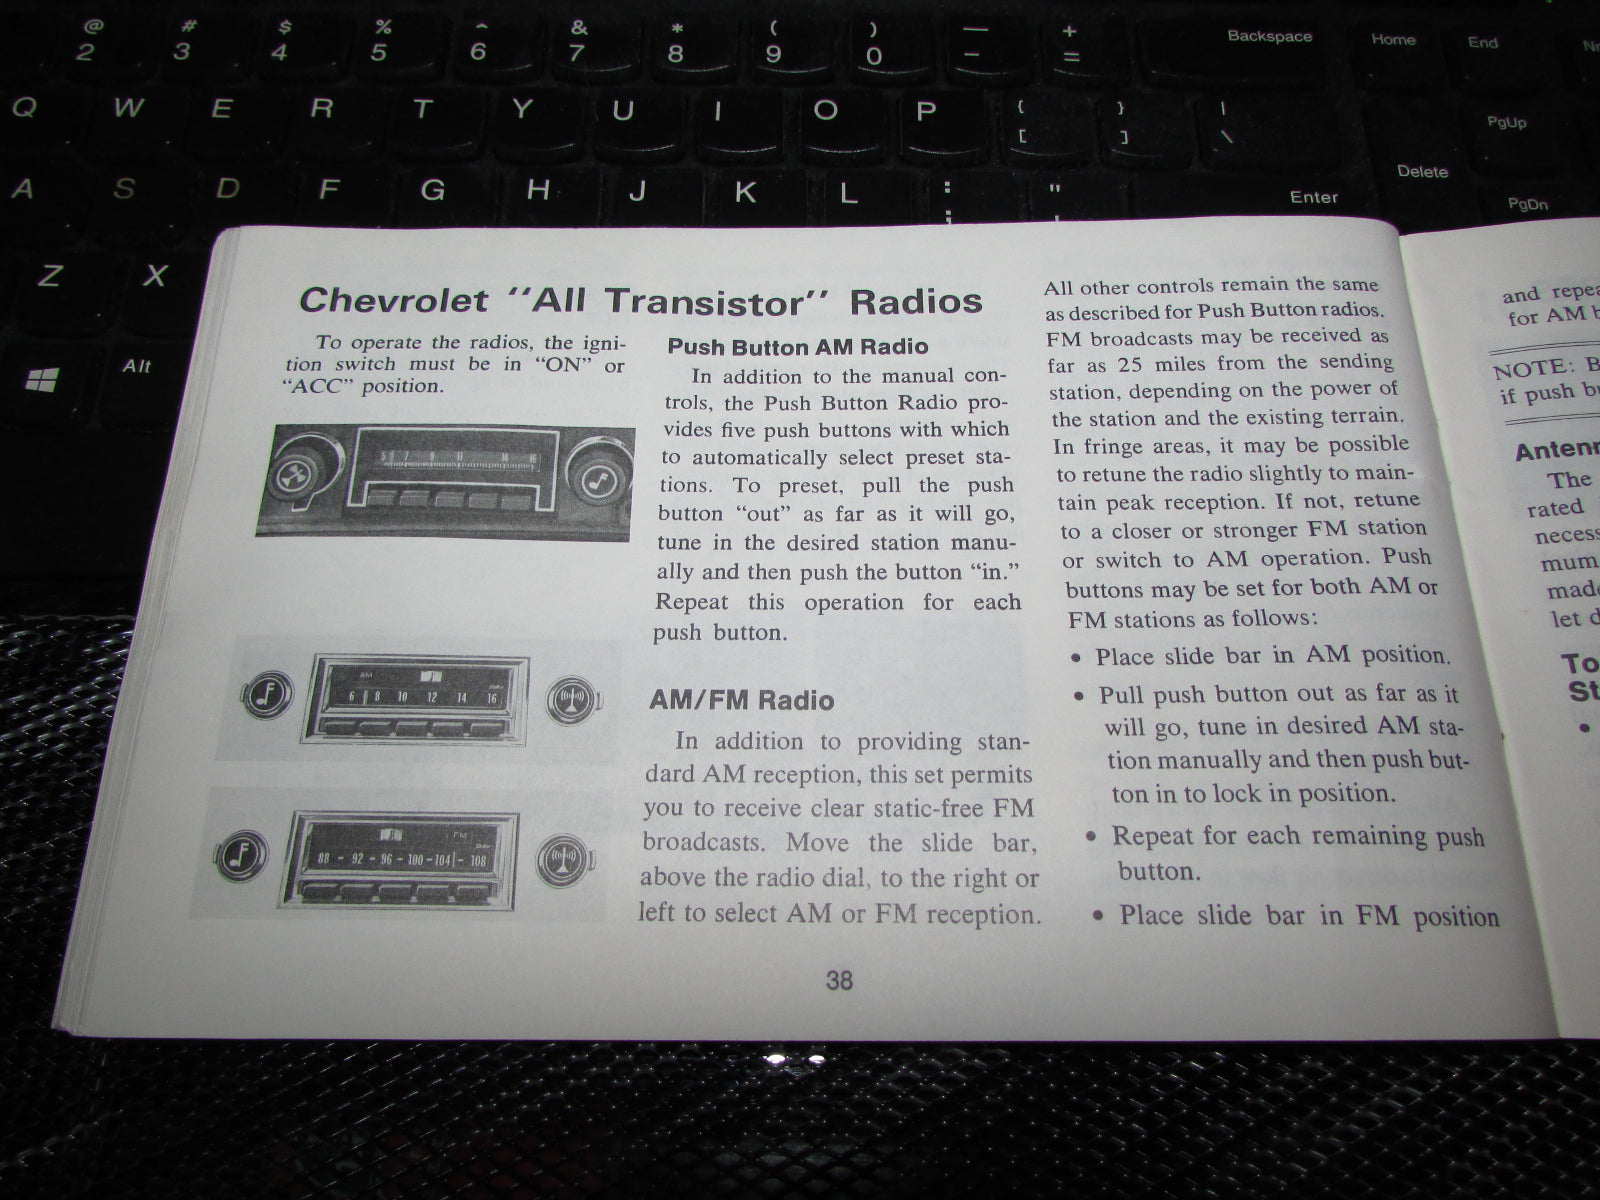 @ # $ % ^ & * ( ) — +
2 3 4 5 6 7 8 9 0 - = Backspace Home End
Q W E R T Y U I O P { } |
[ ] \ PgUp
A S D F G H J K L : " Enter Delete
; ' PgDn
Z X
Alt
Chevrolet "All Transistor" Radios
To operate the radios, the igni-
tion switch must be in "ON" or
"ACC" position.
5 7 9 11 14 16
AM
6 8 10 12 14 16
FM
88 - 92 - 96 - 100 - 104 - 108
Push Button AM Radio
In addition to the manual con-
trols, the Push Button Radio pro-
vides five push buttons with which
to automatically select preset sta-
tions. To preset, pull the push
button "out" as far as it will go,
tune in the desired station manu-
ally and then push the button "in."
Repeat this operation for each
push button.
AM/FM Radio
In addition to providing stan-
dard AM reception, this set permits
you to receive clear static-free FM
broadcasts. Move the slide bar,
above the radio dial, to the right or
left to select AM or FM reception.
All other controls remain the same
as described for Push Button radios.
FM broadcasts may be received as
far as 25 miles from the sending
station, depending on the power of
the station and the existing terrain.
In fringe areas, it may be possible
to retune the radio slightly to main-
tain peak reception. If not, retune
to a closer or stronger FM station
or switch to AM operation. Push
buttons may be set for both AM or
FM stations as follows:
• Place slide bar in AM position.
• Pull push button out as far as it
will go, tune in desired AM sta-
tion manually and then push but-
ton in to lock in position.
• Repeat for each remaining push
button.
• Place slide bar in FM position
38
and repea
for AM b
NOTE: B
if push bu
Antenn
The
rated
necess
mum
made
let d
To
St
•